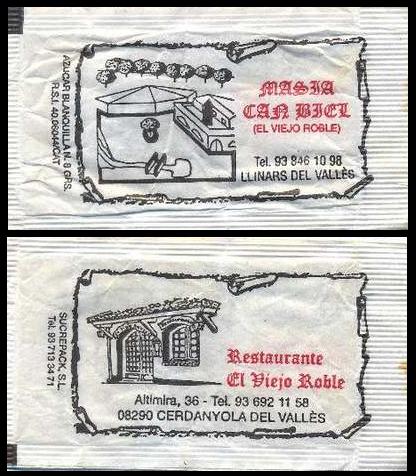 AZUCAR BLANQUILLA N. 8 GRS.
R.S.I. 40.06044/CAT
MASIA
CAN BIEL
(EL VIEJO ROBLE)
Tel. 93 846 10 98
LLINARS DEL VALLÈS
SUCREPACK, S.L.
Tel. 93 713 34 71
Restaurante
El Viejo Roble
Altimira, 36 - Tel. 93 692 11 58
08290 CERDANYOLA DEL VALLÈS